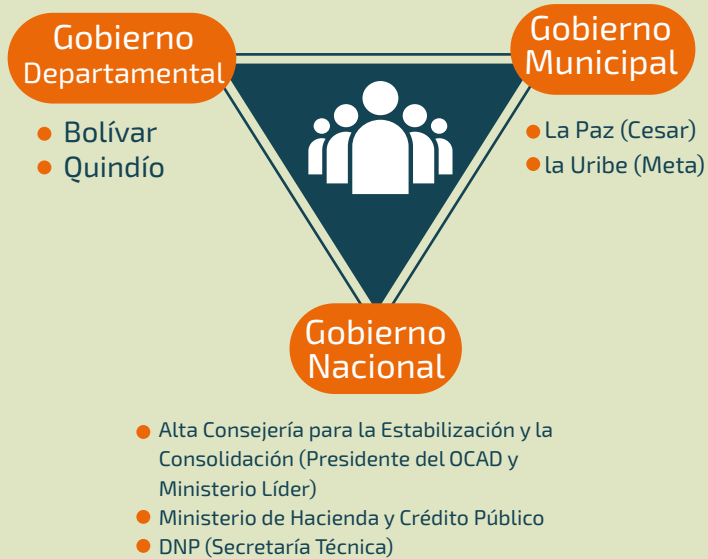 Gobierno
Departamental
Bolívar
Quindío
Gobierno
Municipal
La Paz (Cesar)
la Uribe (Meta)
Gobierno
Nacional
Alta Consejería para la Estabilización y la
Consolidación (Presidente del OCAD y
Ministerio Líder)
Ministerio de Hacienda y Crédito Público
DNP (Secretaría Técnica)